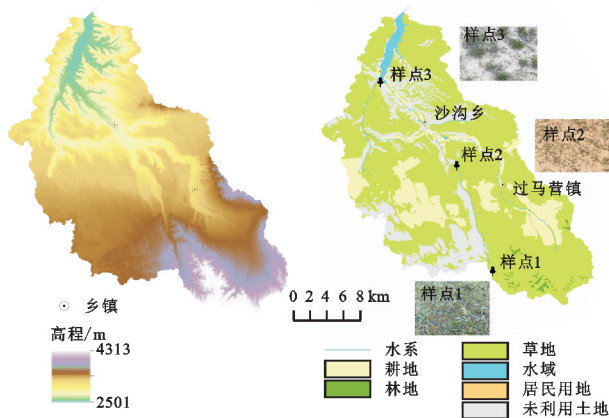 样点3
样点3
沙沟乡
样点2
样点2
过马营镇
样点1
样点1
乡镇
0 2 4 6 8 km
高程/m
4313
2501
水系
耕地
林地
草地
水域
居民用地
未利用土地